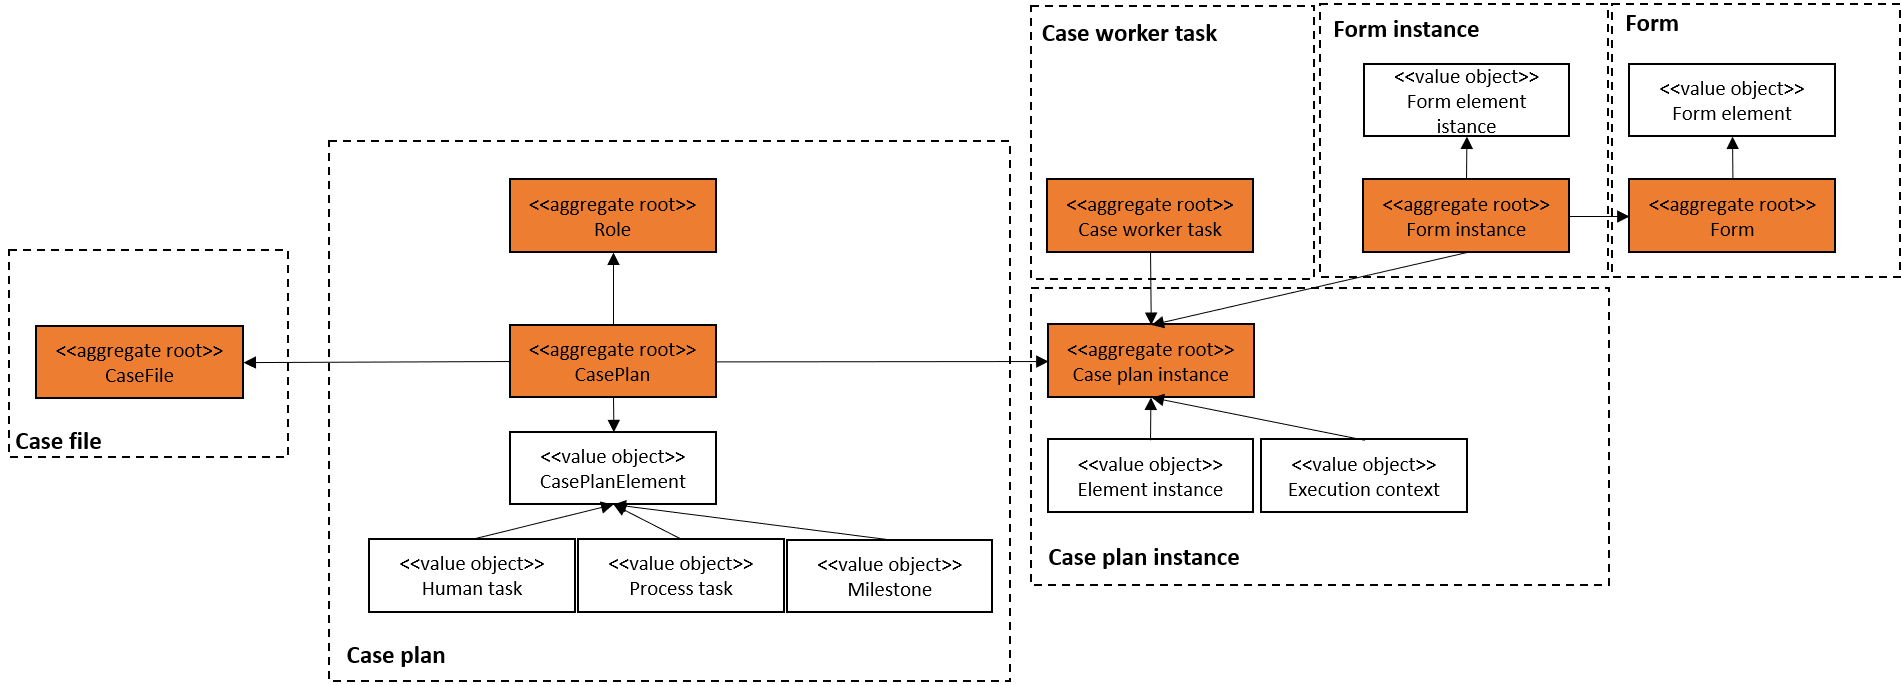 Case file
<<aggregate root>>
CaseFile
Case plan
<<aggregate root>>
Role
<<aggregate root>>
CasePlan
<<value object>>
CasePlanElement
<<value object>>
Human task
<<value object>>
Process task
<<value object>>
Milestone
Case worker task
<<aggregate root>>
Case worker task
Form instance
<<value object>>
Form element
istance
<<aggregate root>>
Form instance
Form
<<value object>>
Form element
<<aggregate root>>
Form
<<aggregate root>>
Case plan instance
<<value object>>
Element instance
<<value object>>
Execution context
Case plan instance